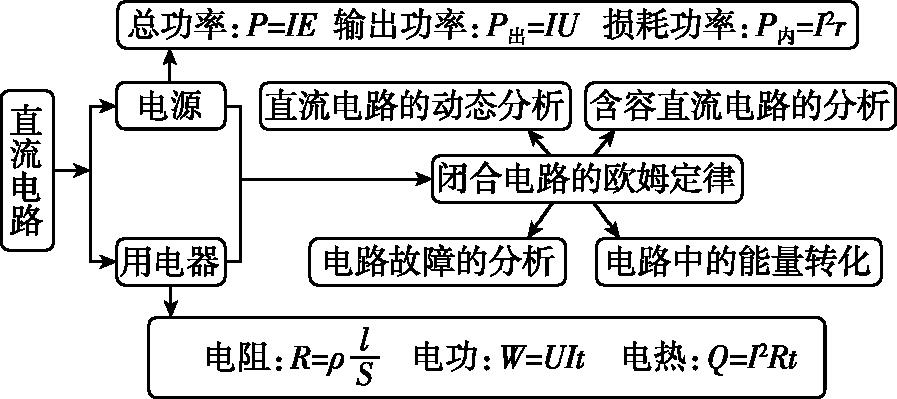 总功率:P=IE 输出功率:P出=IU 损耗功率:P内=I²r
直流电路
电源
直流电路的动态分析
含容直流电路的分析
闭合电路的欧姆定律
用电器
电路故障的分析
电路中的能量转化
电阻:R=ρ l/S 电功:W=UIt 电热:Q=I²Rt